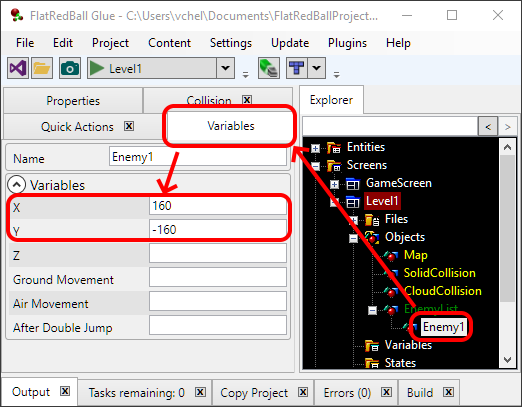 FlatRedBall Glue - C:\Users\vchel\Documents\FlatRedBallProject...
File Project Content Settings Update Plugins Help
Level1
Properties Collision
Quick Actions Variables
Name Enemy1
Variables
X 160
Y -160
Z
Ground Movement
Air Movement
After Double Jump
Explorer
Entities
Screens
GameScreen
Level1
Files
Objects
Map
SolidCollision
CloudCollision
EnemyList
Enemy1
Variables
States
Output Tasks remaining: 0 Copy Project Errors (0) Build